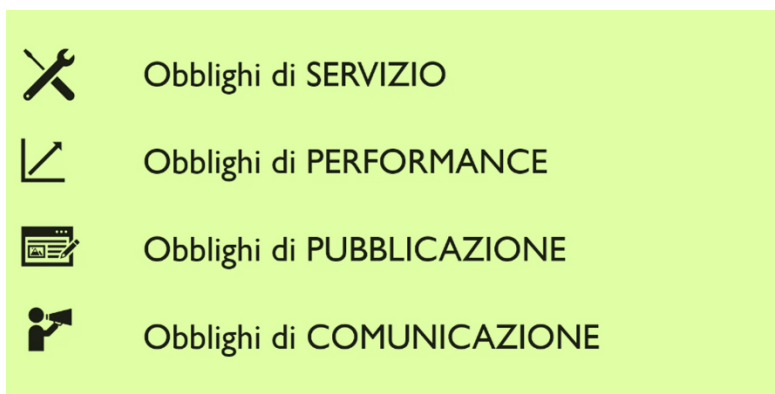 Obblighi di SERVIZIO
Obblighi di PERFORMANCE
Obblighi di PUBBLICAZIONE
Obblighi di COMUNICAZIONE